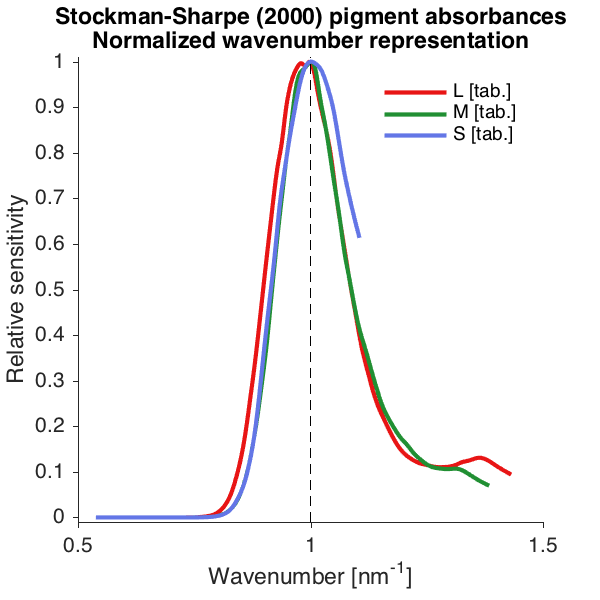 Stockman-Sharpe (2000) pigment absorbances
Normalized wavenumber representation
1
0.9
0.8
0.7
0.6
0.5
0.4
0.3
0.2
0.1
0
Relative sensitivity
L [tab.]
M [tab.]
S [tab.]
0.5
1
1.5
Wavenumber [nm⁻¹]